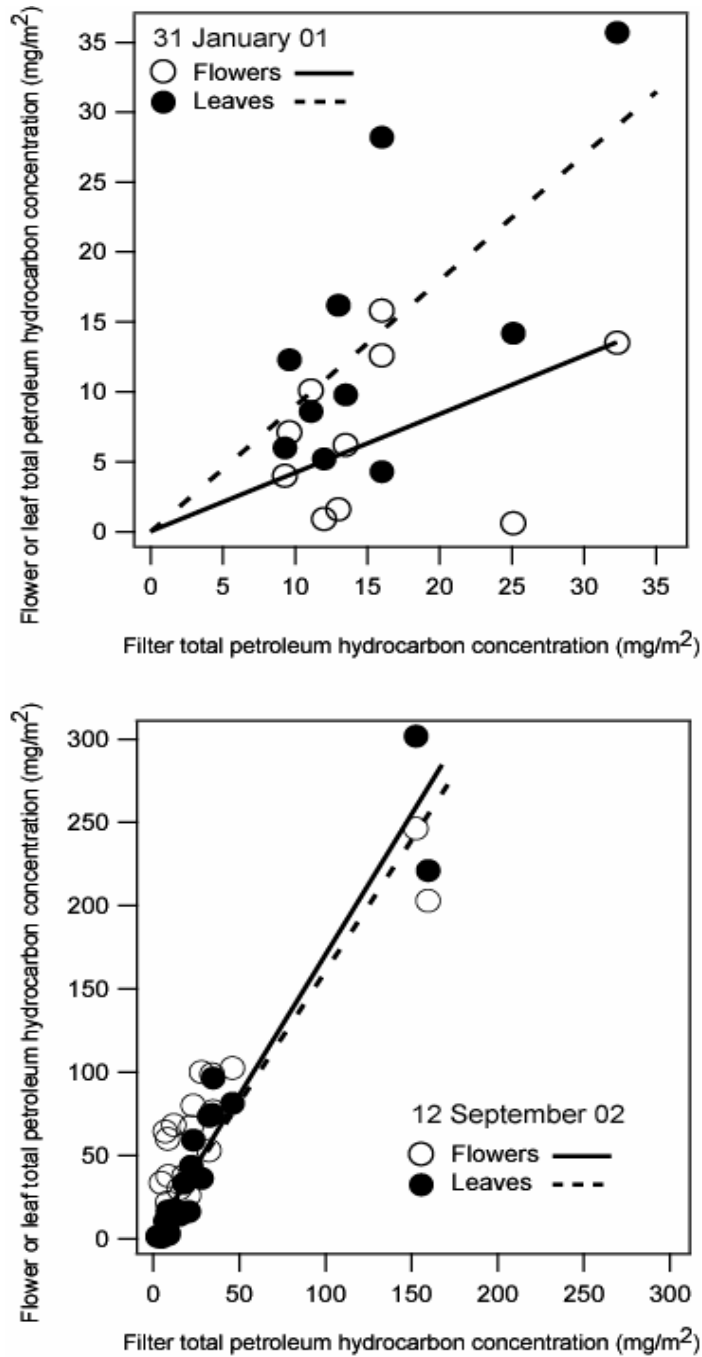 31 January 01
Flowers
Leaves
35
30
25
20
15
10
5
0
0 5 10 15 20 25 30 35
Flower or leaf total petroleum hydrocarbon concentration (mg/m²)
Filter total petroleum hydrocarbon concentration (mg/m²)
300
250
200
150
100
50
0
12 September 02
Flowers
Leaves
0 50 100 150 200 250 300
Flower or leaf total petroleum hydrocarbon concentration (mg/m²)
Filter total petroleum hydrocarbon concentration (mg/m²)